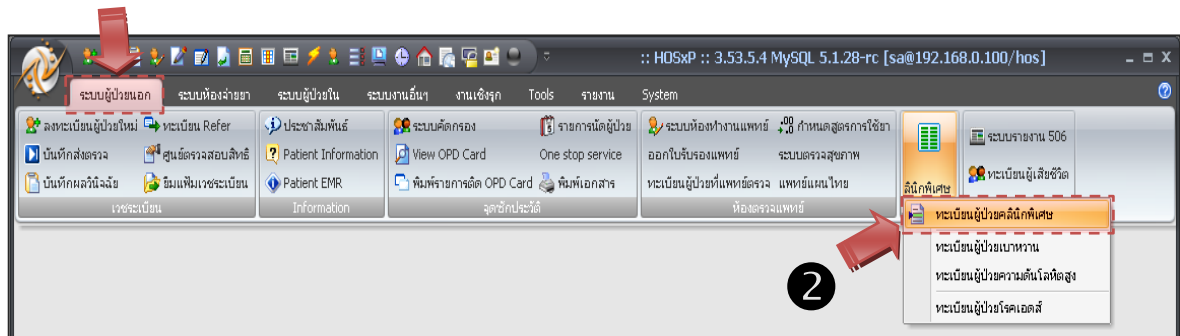 :: HOSxP :: 3.53.5.4 MySQL 5.1.28-rc [sa@192.168.0.100/hos]
ระบบผู้ป่วยนอก ระบบห้องจ่ายยา ระบบผู้ป่วยใน ระบบงานอื่นๆ งานเชิงรุก Tools รายงาน System
ลงทะเบียนผู้ป่วยใหม่ ทะเบียน Refer ประชาสัมพันธ์ ระบบคัดกรอง รายการนัดผู้ป่วย ระบบห้องทำงานแพทย์ กำหนดสูตรการใช้ยา ระบบรายงาน 506
บันทึกส่งตรวจ ศูนย์ตรวจสอบสิทธิ Patient Information View OPD Card One stop service ออกใบรับรองแพทย์ ระบบตรวจสุขภาพ
บันทึกผลวินิจฉัย ยืมแฟ้มเวชระเบียน Patient EMR พิมพ์รายการติด OPD Card พิมพ์เอกสาร ทะเบียนผู้ป่วยที่แพทย์ตรวจ แพทย์แผนไทย คลินิกพิเศษ ทะเบียนผู้เสียชีวิต
เวชระเบียน Information จุดซักประวัติ ห้องตรวจแพทย์
ทะเบียนผู้ป่วยคลินิกพิเศษ
ทะเบียนผู้ป่วยเบาหวาน
2
ทะเบียนผู้ป่วยความดันโลหิตสูง
ทะเบียนผู้ป่วยโรคเอดส์